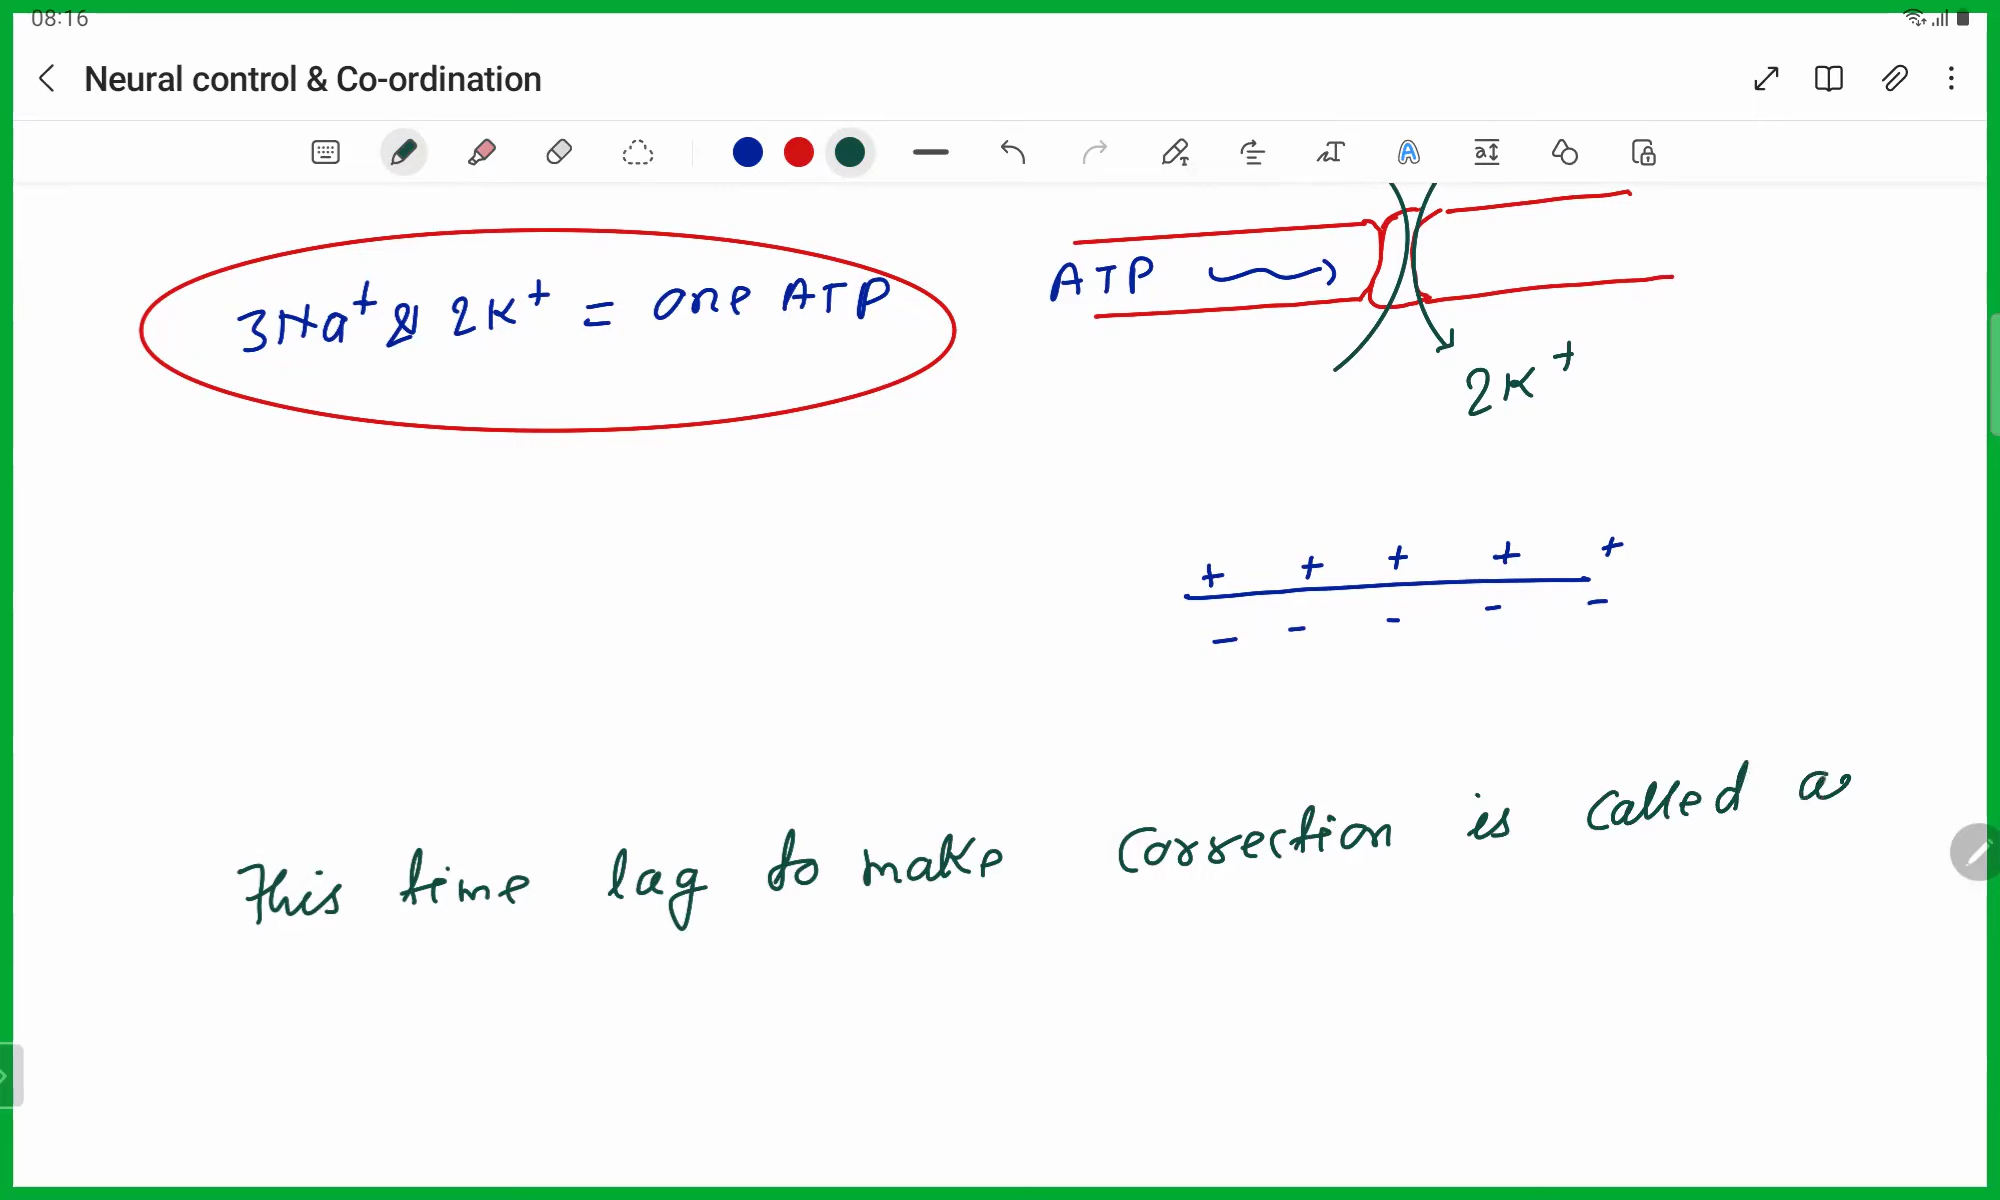 08:16
Neural control & Co-ordination
3Na⁺ & 2K⁺ = one ATP
ATP
2K⁺
+ + + + +
- - - - -
This time lag to make correction is called as